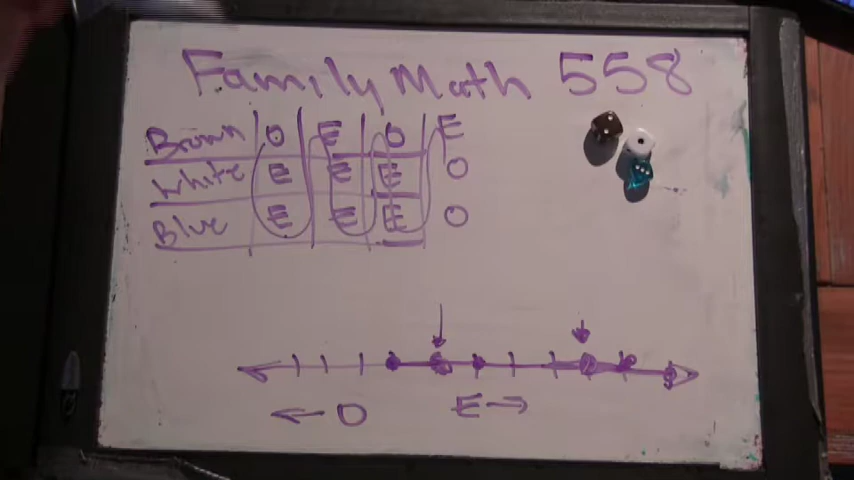 Family Math 558
Brown O E O E
White E E E O
Blue E E E O
← O E →